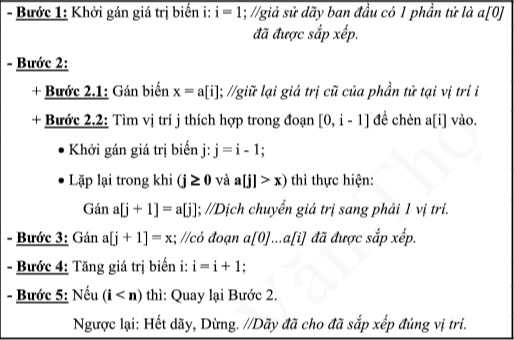 - Bước 1: Khởi gán giá trị biến i: i = 1; //giả sử dãy ban đầu có 1 phần tử là a[0]
đã được sắp xếp.
- Bước 2:
+ Bước 2.1: Gán biến x = a[i]; //giữ lại giá trị cũ của phần tử tại vị trí i
+ Bước 2.2: Tìm vị trí j thích hợp trong đoạn [0, i - 1] để chèn a[i] vào.
• Khởi gán giá trị biến j: j = i - 1;
• Lặp lại trong khi (j ≥ 0 và a[j] > x) thì thực hiện:
Gán a[j + 1] = a[j]; //Dịch chuyển giá trị sang phải 1 vị trí.
- Bước 3: Gán a[j + 1] = x; //có đoạn a[0]...a[i] đã được sắp xếp.
- Bước 4: Tăng giá trị biến i: i = i + 1;
- Bước 5: Nếu (i < n) thì: Quay lại Bước 2.
Ngược lại: Hết dãy, Dừng. //Dãy đã cho đã sắp xếp đúng vị trí.